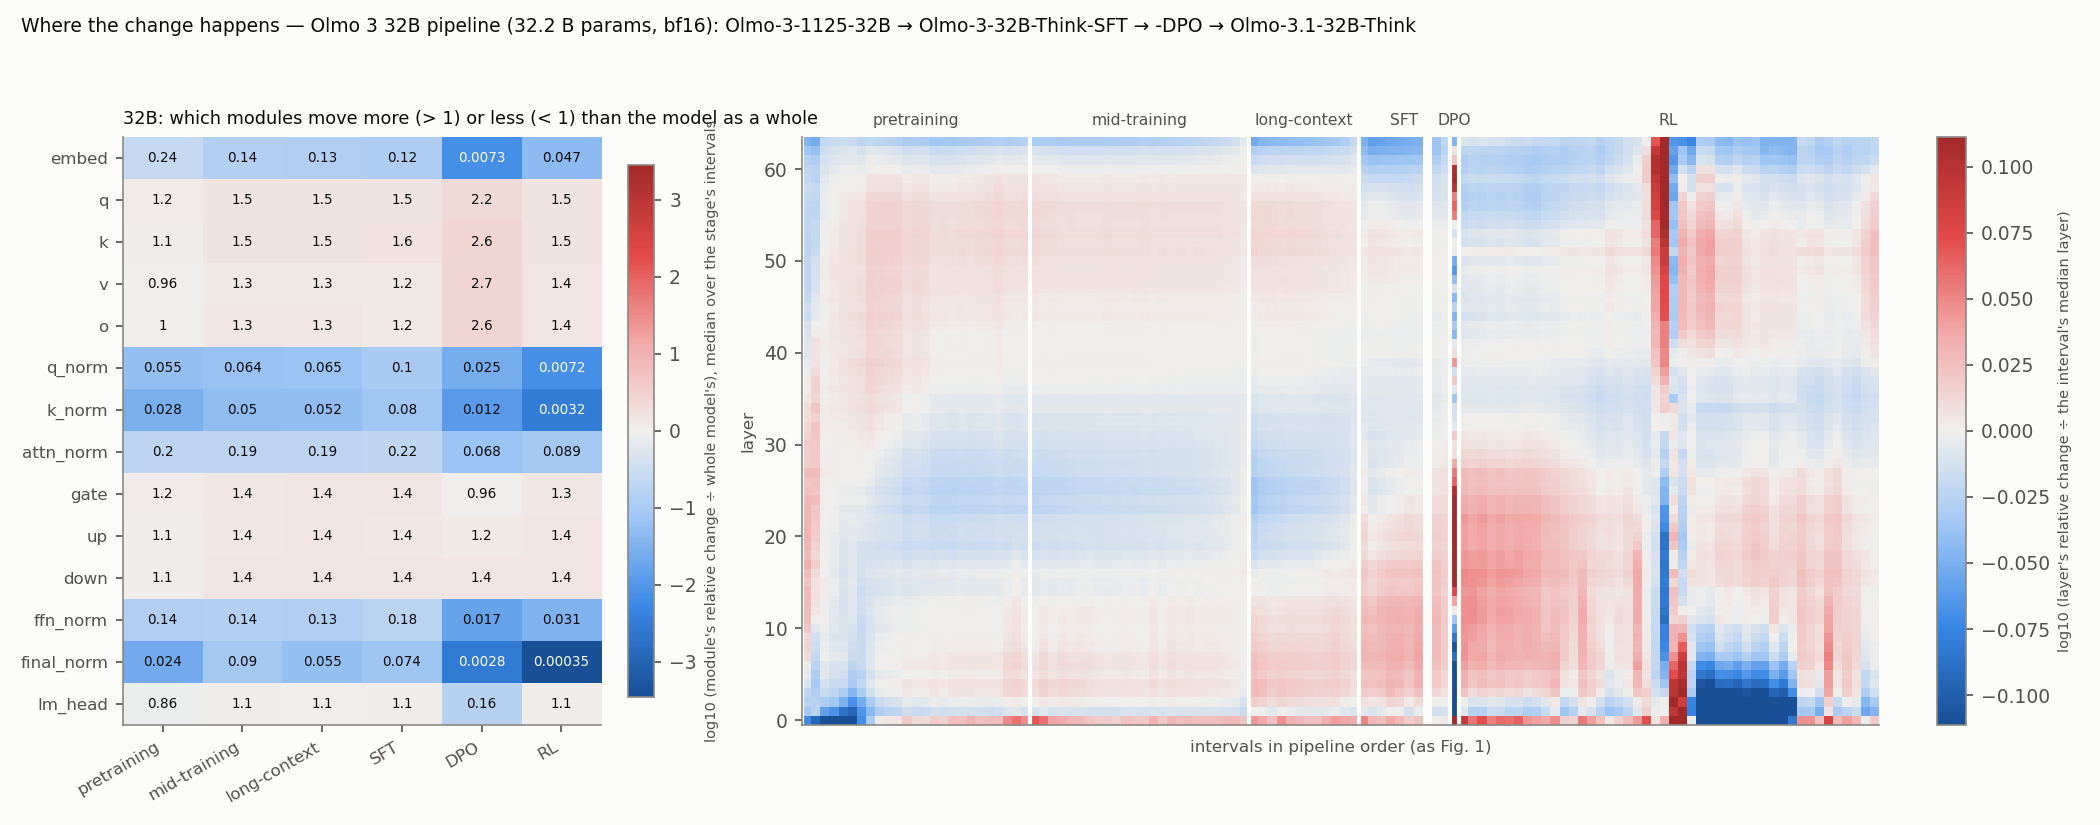 Where the change happens — Olmo 3 32B pipeline (32.2 B params, bf16): Olmo-3-1125-32B → Olmo-3-32B-Think-SFT → -DPO → Olmo-3.1-32B-Think
32B: which modules move more (> 1) or less (< 1) than the model as a whole
embed 0.24 0.14 0.13 0.12 0.0073 0.047
q 1.2 1.5 1.5 1.5 2.2 1.5
k 1.1 1.5 1.5 1.6 2.6 1.5
v 0.96 1.3 1.3 1.2 2.7 1.4
o 1 1.3 1.3 1.2 2.6 1.4
q_norm 0.055 0.064 0.065 0.1 0.025 0.0072
k_norm 0.028 0.05 0.052 0.08 0.012 0.0032
attn_norm 0.2 0.19 0.19 0.22 0.068 0.089
gate 1.2 1.4 1.4 1.4 0.96 1.3
up 1.1 1.4 1.4 1.4 1.2 1.4
down 1.1 1.4 1.4 1.4 1.4 1.4
ffn_norm 0.14 0.14 0.13 0.18 0.017 0.031
final_norm 0.024 0.09 0.055 0.074 0.0028 0.00035
lm_head 0.86 1.1 1.1 1.1 0.16 1.1
pretraining mid-training long-context SFT DPO RL
3
2
1
0
−1
−2
−3
log10 (module's relative change ÷ whole model's), median over the stage's intervals
pretraining mid-training long-context SFT DPO RL
layer
60
50
40
30
20
10
0
intervals in pipeline order (as Fig. 1)
0.100
0.075
0.050
0.025
0.000
−0.025
−0.050
−0.075
−0.100
log10 (layer's relative change ÷ the interval's median layer)